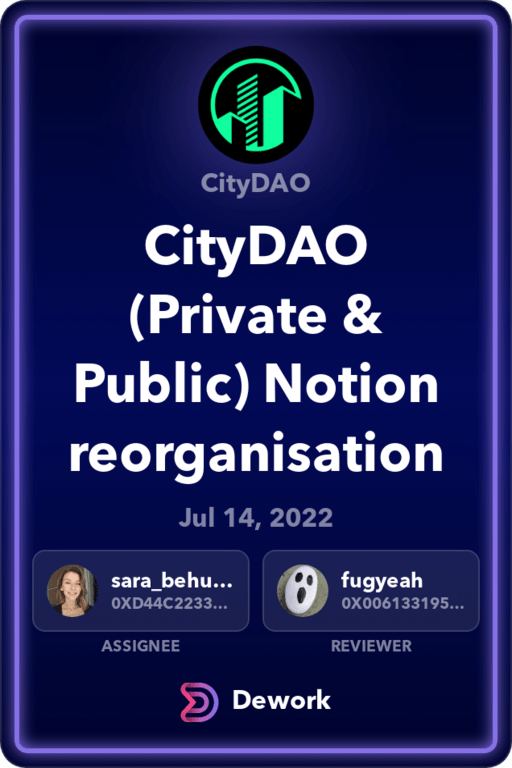 CityDAO
CityDAO
(Private &
Public) Notion
reorganisation
Jul 14, 2022
sara_behu...
0XD44C2233...
fugyeah
0X006133195...
ASSIGNEE
REVIEWER
Dework